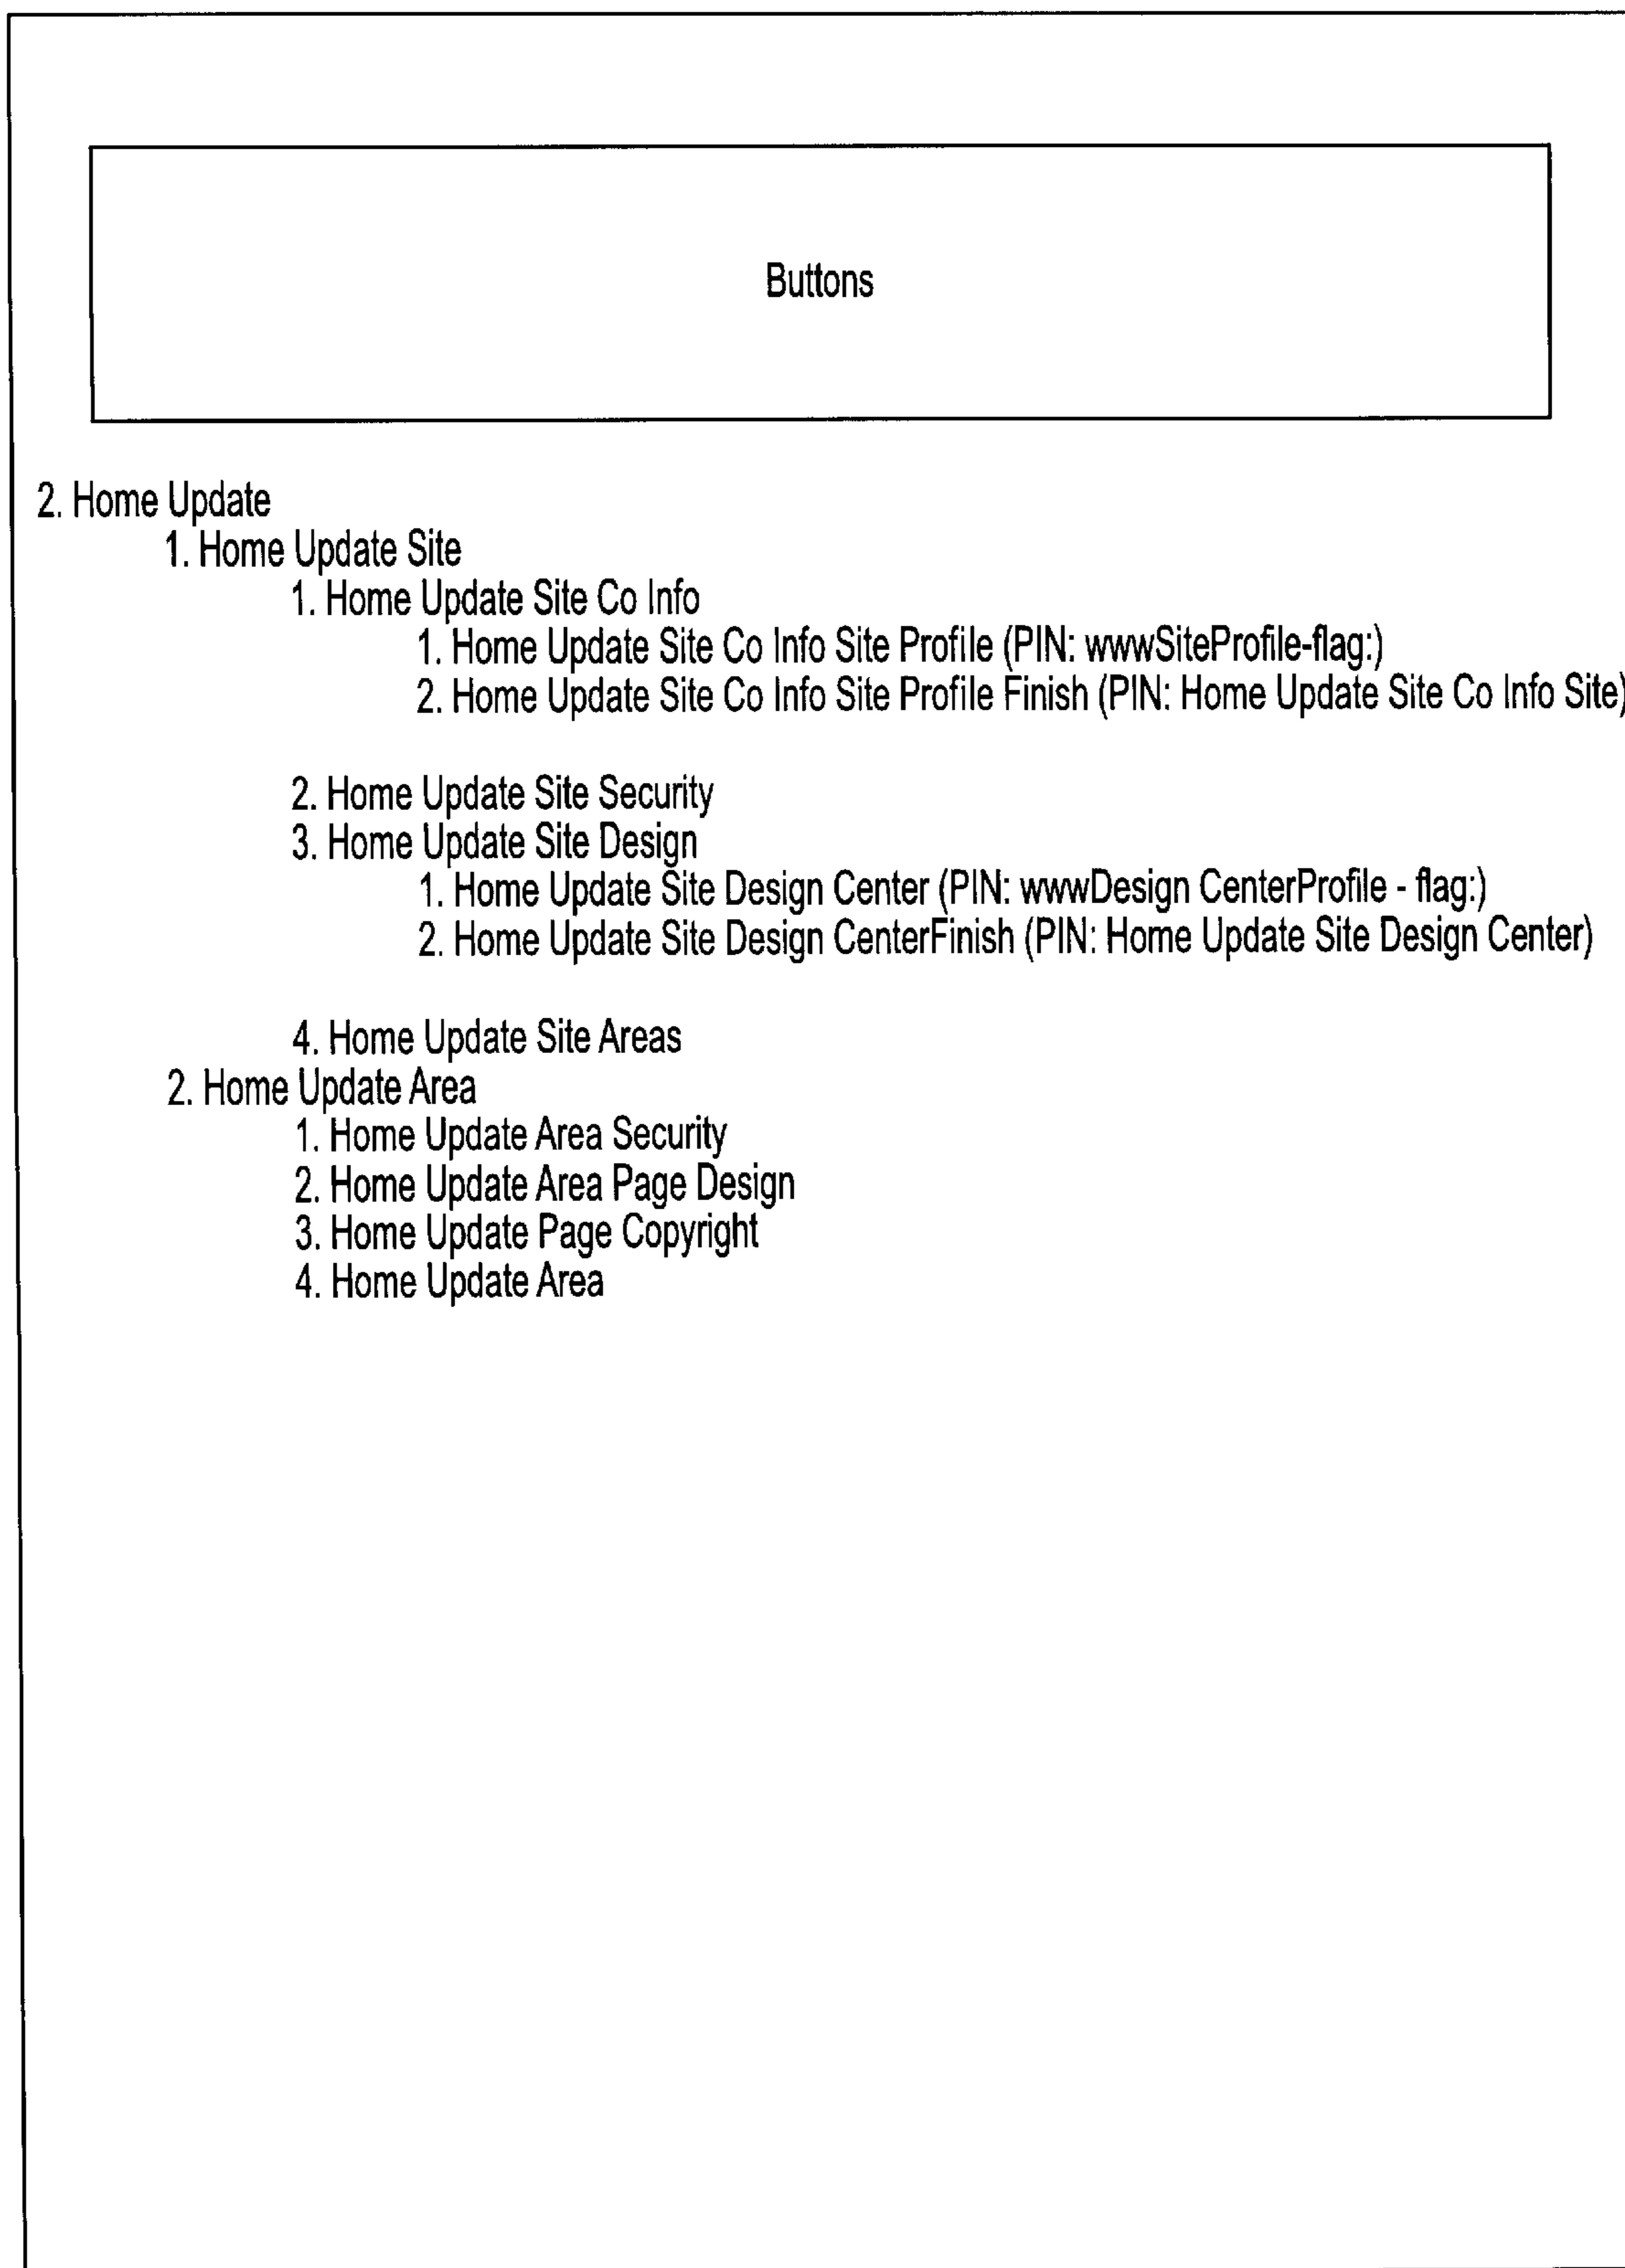 Buttons
2. Home Update
1. Home Update Site
1. Home Update Site Co Info
1. Home Update Site Co Info Site Profile (PIN: wwwSiteProfile-flag:)
2. Home Update Site Co Info Site Profile Finish (PIN: Home Update Site Co Info Site)
2. Home Update Site Security
3. Home Update Site Design
1. Home Update Site Design Center (PIN: wwwDesign CenterProfile - flag:)
2. Home Update Site Design CenterFinish (PIN: Home Update Site Design Center)
4. Home Update Site Areas
2. Home Update Area
1. Home Update Area Security
2. Home Update Area Page Design
3. Home Update Page Copyright
4. Home Update Area